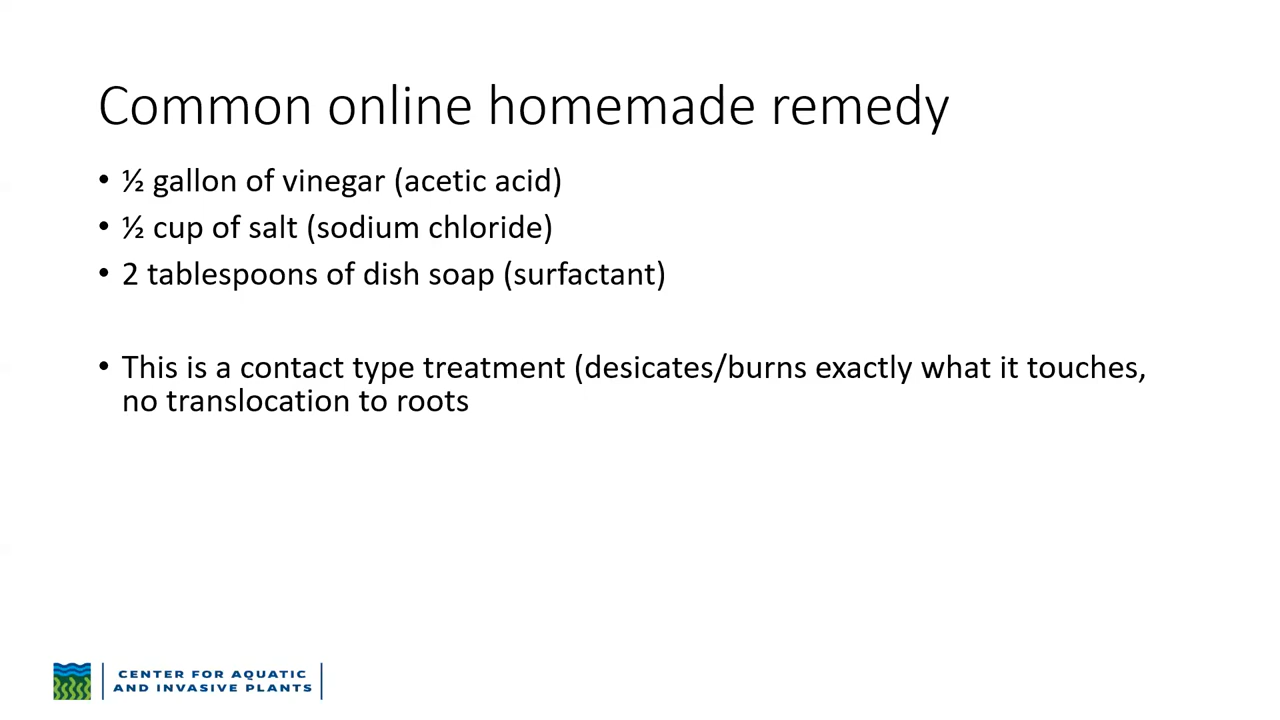 Common online homemade remedy
• ½ gallon of vinegar (acetic acid)
• ½ cup of salt (sodium chloride)
• 2 tablespoons of dish soap (surfactant)
• This is a contact type treatment (desicates/burns exactly what it touches,
no translocation to roots
CENTER FOR AQUATIC
AND INVASIVE PLANTS